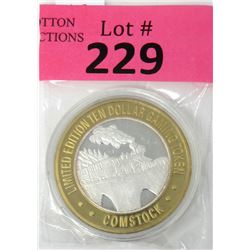 OTTON
CTIONS
Lot #
229
LIMITED EDITION TEN DOLLAR GAMING TOKEN
COMSTOCK